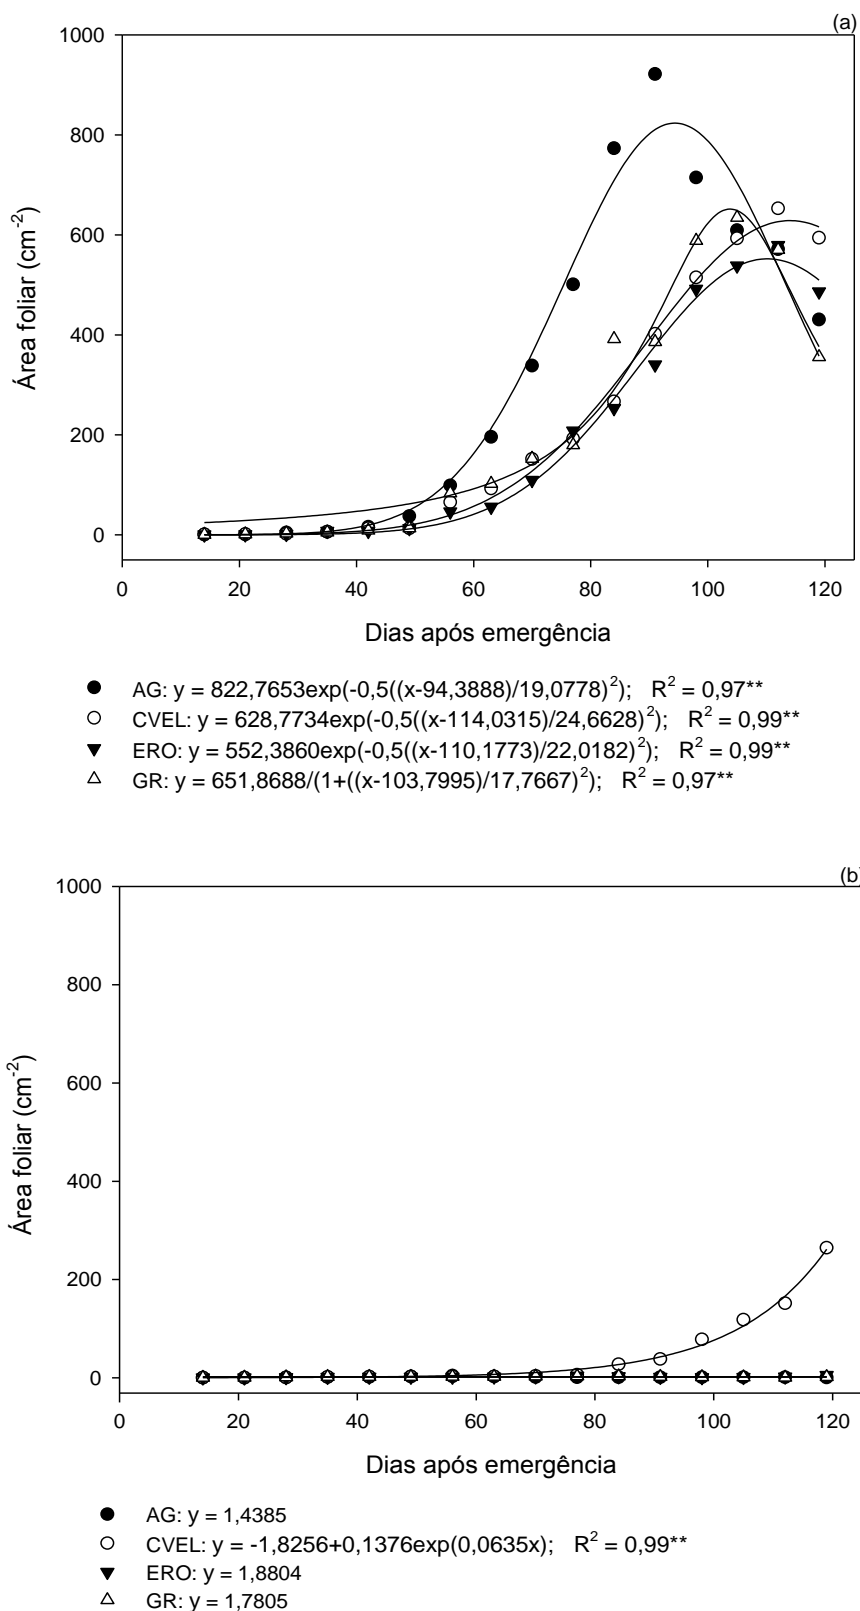 (a)
1000
800
600
400
200
0
Área foliar (cm⁻²)
0 20 40 60 80 100 120
Dias após emergência
AG: y = 822,7653exp(-0,5((x-94,3888)/19,0778)²); R² = 0,97**
CVEL: y = 628,7734exp(-0,5((x-114,0315)/24,6628)²); R² = 0,99**
ERO: y = 552,3860exp(-0,5((x-110,1773)/22,0182)²); R² = 0,99**
GR: y = 651,8688/(1+((x-103,7995)/17,7667)²); R² = 0,97**
(b)
1000
800
600
400
200
0
Área foliar (cm⁻²)
0 20 40 60 80 100 120
Dias após emergência
AG: y = 1,4385
CVEL: y = -1,8256+0,1376exp(0,0635x); R² = 0,99**
ERO: y = 1,8804
GR: y = 1,7805